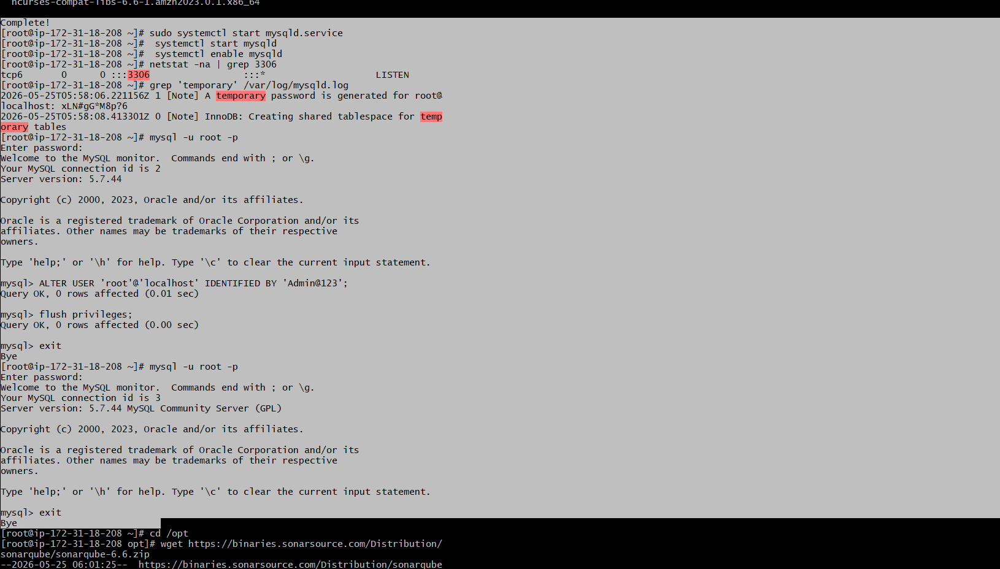 ncurses-compat-libs-6.6-1.amzn2023.0.1.x86_64
Complete!
[root@ip-172-31-18-208 ~]# sudo systemctl start mysqld.service
[root@ip-172-31-18-208 ~]#  systemctl start mysqld
[root@ip-172-31-18-208 ~]#  systemctl enable mysqld
[root@ip-172-31-18-208 ~]# netstat -na | grep 3306
tcp6       0      0 :::3306                 :::*                    LISTEN
[root@ip-172-31-18-208 ~]# grep 'temporary' /var/log/mysqld.log
2026-05-25T05:58:06.221156Z 1 [Note] A temporary password is generated for root@
localhost: xLN#gG*M8p?6
2026-05-25T05:58:08.413301Z 0 [Note] InnoDB: Creating shared tablespace for temp
orary tables
[root@ip-172-31-18-208 ~]# mysql -u root -p
Enter password:
Welcome to the MySQL monitor.  Commands end with ; or \g.
Your MySQL connection id is 2
Server version: 5.7.44
Copyright (c) 2000, 2023, Oracle and/or its affiliates.
Oracle is a registered trademark of Oracle Corporation and/or its
affiliates. Other names may be trademarks of their respective
owners.
Type 'help;' or '\h' for help. Type '\c' to clear the current input statement.
mysql> ALTER USER 'root'@'localhost' IDENTIFIED BY 'Admin@123';
Query OK, 0 rows affected (0.01 sec)
mysql> flush privileges;
Query OK, 0 rows affected (0.00 sec)
mysql> exit
Bye
[root@ip-172-31-18-208 ~]# mysql -u root -p
Enter password:
Welcome to the MySQL monitor.  Commands end with ; or \g.
Your MySQL connection id is 3
Server version: 5.7.44 MySQL Community Server (GPL)
Copyright (c) 2000, 2023, Oracle and/or its affiliates.
Oracle is a registered trademark of Oracle Corporation and/or its
affiliates. Other names may be trademarks of their respective
owners.
Type 'help;' or '\h' for help. Type '\c' to clear the current input statement.
mysql> exit
Bye
[root@ip-172-31-18-208 ~]# cd /opt
[root@ip-172-31-18-208 opt]# wget https://binaries.sonarsource.com/Distribution/
sonarqube/sonarqube-6.6.zip
--2026-05-25 06:01:25--  https://binaries.sonarsource.com/Distribution/sonarqube